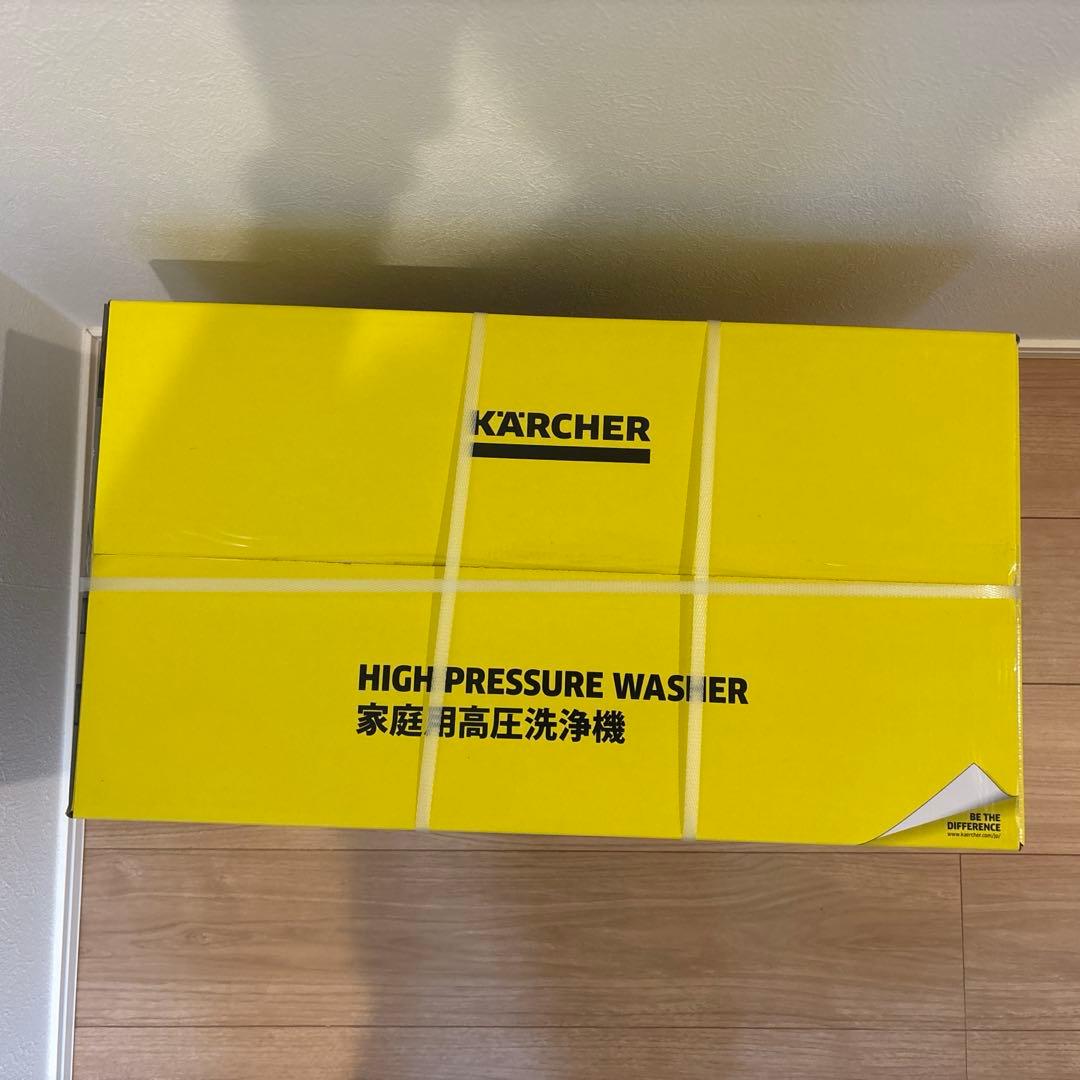 KÄRCHER
HIGH PRESSURE WASHER
家庭用高圧洗浄機
BE THE
DIFFERENCE
www.kaercher.com/jp/